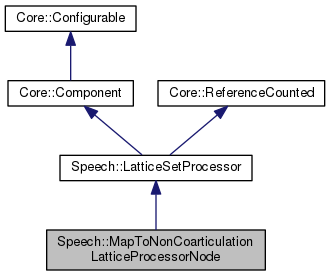 Core::Configurable
Core::Component
Core::ReferenceCounted
Speech::LatticeSetProcessor
Speech::MapToNonCoarticulation
LatticeProcessorNode